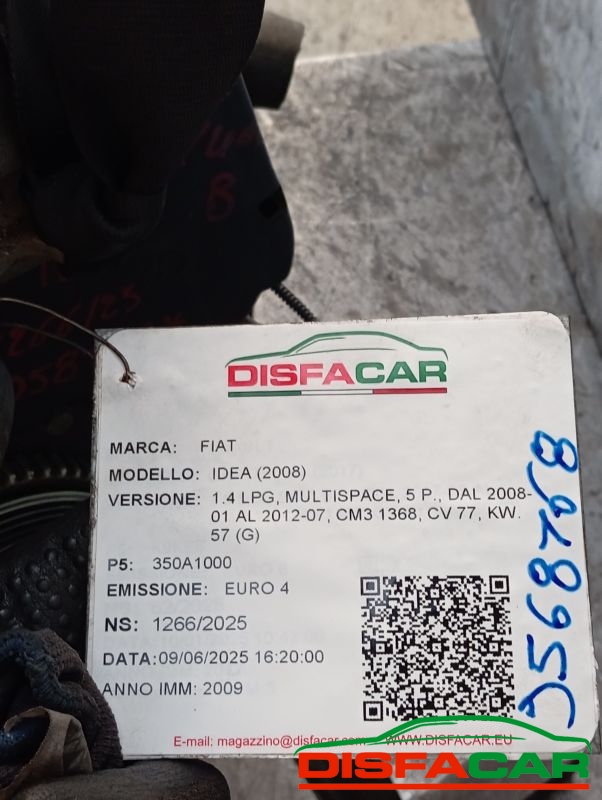 DISFACAR
MARCA: FIAT
MODELLO: IDEA (2008)
VERSIONE: 1.4 LPG, MULTISPACE, 5 P., DAL 2008-
01 AL 2012-07, CM3 1368, CV 77, KW.
57 (G)
P5: 350A1000
EMISSIONE: EURO 4
NS: 1266/2025
DATA:09/06/2025 16:20:00
ANNO IMM: 2009
E-mail: magazzino@disfacar.com
WWW.DISFACAR.EU
DISFACAR